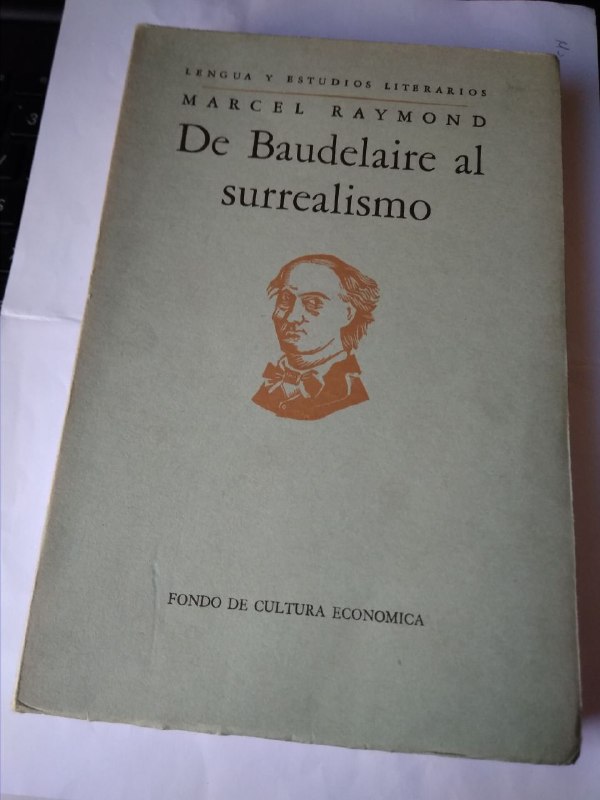 LENGUA Y ESTUDIOS LITERARIOS
MARCEL RAYMOND
De Baudelaire al
surrealismo
FONDO DE CULTURA ECONOMICA